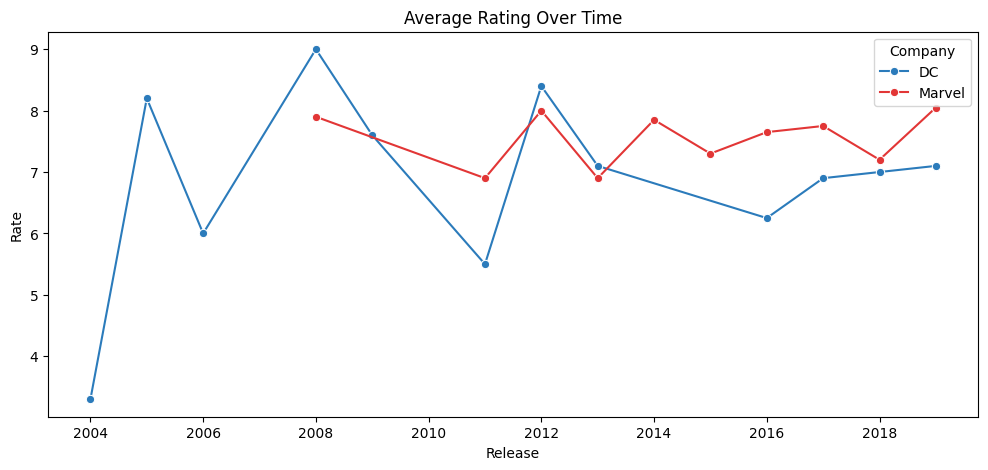 Average Rating Over Time
Company
DC
Marvel
9
8
7
6
5
4
Rate
2004 2006 2008 2010 2012 2014 2016 2018
Release